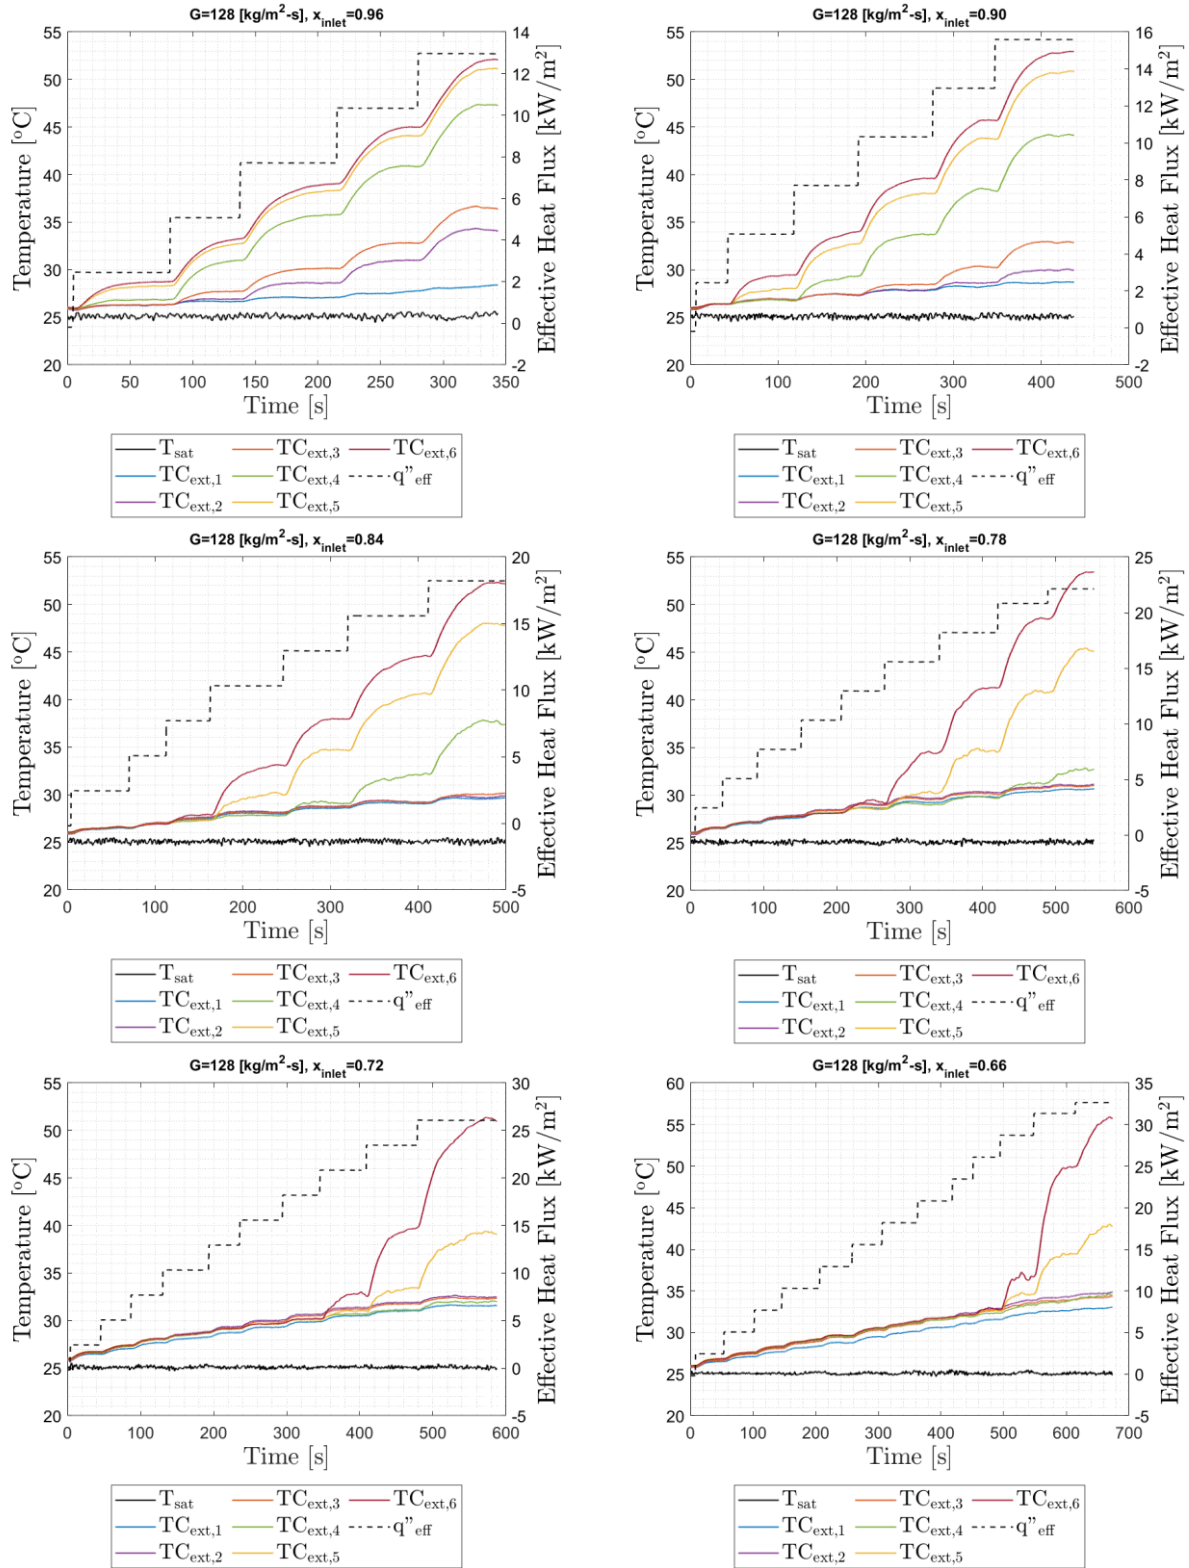 G=128 [kg/m²-s], x_inlet=0.96
55
50
45
40
35
30
25
20
Temperature [°C]
14
12
10
8
6
4
2
0
-2
Effective Heat Flux [kW/m²]
0 50 100 150 200 250 300 350
Time [s]
T_sat TC_ext,3 TC_ext,6
TC_ext,1 TC_ext,4 q"_eff
TC_ext,2 TC_ext,5
G=128 [kg/m²-s], x_inlet=0.90
55
50
45
40
35
30
25
20
Temperature [°C]
16
14
12
10
8
6
4
2
0
-2
Effective Heat Flux [kW/m²]
0 100 200 300 400 500
Time [s]
T_sat TC_ext,3 TC_ext,6
TC_ext,1 TC_ext,4 q"_eff
TC_ext,2 TC_ext,5
G=128 [kg/m²-s], x_inlet=0.84
55
50
45
40
35
30
25
20
Temperature [°C]
20
15
10
5
0
-5
Effective Heat Flux [kW/m²]
0 100 200 300 400 500
Time [s]
T_sat TC_ext,3 TC_ext,6
TC_ext,1 TC_ext,4 q"_eff
TC_ext,2 TC_ext,5
G=128 [kg/m²-s], x_inlet=0.78
55
50
45
40
35
30
25
20
Temperature [°C]
25
20
15
10
5
0
-5
Effective Heat Flux [kW/m²]
0 100 200 300 400 500 600
Time [s]
T_sat TC_ext,3 TC_ext,6
TC_ext,1 TC_ext,4 q"_eff
TC_ext,2 TC_ext,5
G=128 [kg/m²-s], x_inlet=0.72
55
50
45
40
35
30
25
20
Temperature [°C]
30
25
20
15
10
5
0
-5
Effective Heat Flux [kW/m²]
0 100 200 300 400 500 600
Time [s]
T_sat TC_ext,3 TC_ext,6
TC_ext,1 TC_ext,4 q"_eff
TC_ext,2 TC_ext,5
G=128 [kg/m²-s], x_inlet=0.66
60
55
50
45
40
35
30
25
20
Temperature [°C]
35
30
25
20
15
10
5
0
-5
Effective Heat Flux [kW/m²]
0 100 200 300 400 500 600 700
Time [s]
T_sat TC_ext,3 TC_ext,6
TC_ext,1 TC_ext,4 q"_eff
TC_ext,2 TC_ext,5